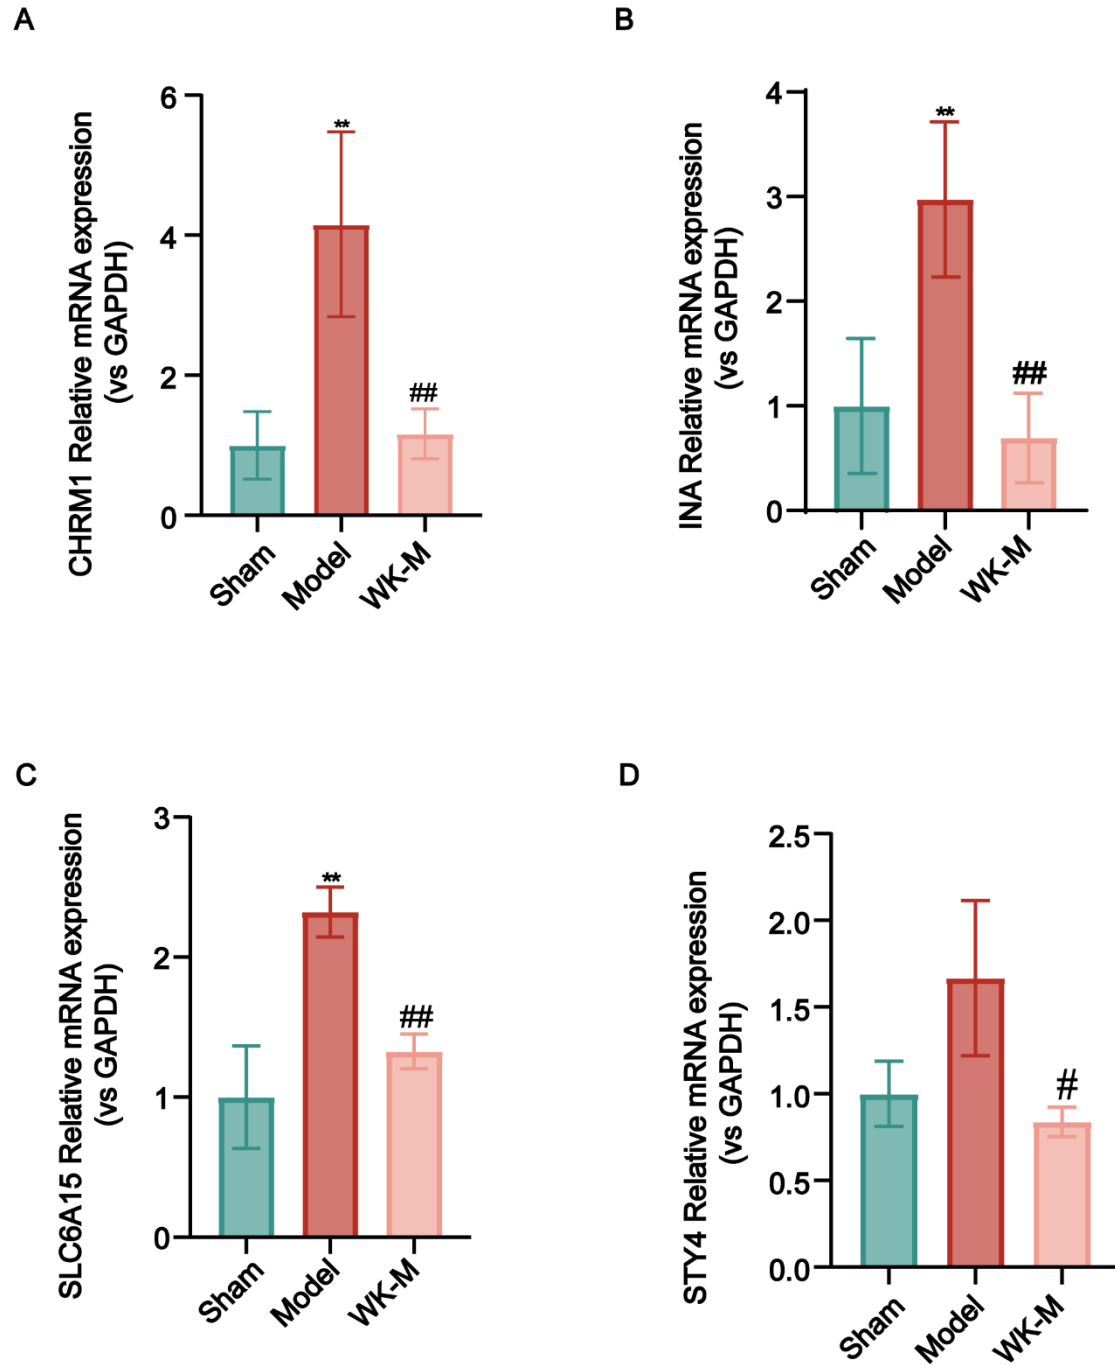 A
CHRM1 Relative mRNA expression
(vs GAPDH)
6
4
2
0
**
##
Sham
Model
WK-M
B
INA Relative mRNA expression
(vs GAPDH)
4
3
2
1
0
**
##
Sham
Model
WK-M
C
SLC6A15 Relative mRNA expression
(vs GAPDH)
3
2
1
0
**
##
Sham
Model
WK-M
D
STY4 Relative mRNA expression
(vs GAPDH)
2.5
2.0
1.5
1.0
0.5
0.0
#
Sham
Model
WK-M